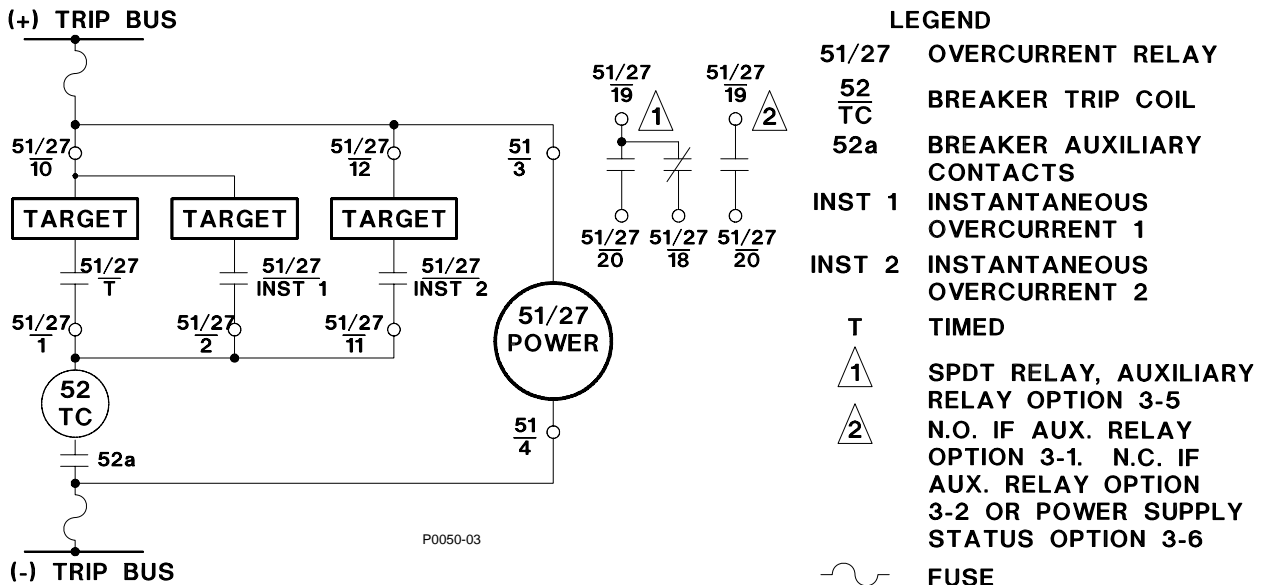 (+) TRIP BUS
51/27
10
51/27
12
51
3
TARGET
TARGET
TARGET
51/27
T
51/27
INST 1
51/27
INST 2
51/27
1
51/27
2
51/27
11
51/27
POWER
52
TC
52a
51
4
(-) TRIP BUS
P0050-03
51/27
19
1
51/27
19
2
51/27
20
51/27
18
51/27
20
LEGEND
51/27 OVERCURRENT RELAY
52
TC
BREAKER TRIP COIL
52a BREAKER AUXILIARY
CONTACTS
INST 1 INSTANTANEOUS
OVERCURRENT 1
INST 2 INSTANTANEOUS
OVERCURRENT 2
T TIMED
1 SPDT RELAY, AUXILIARY
RELAY OPTION 3-5
2 N.O. IF AUX. RELAY
OPTION 3-1. N.C. IF
AUX. RELAY OPTION
3-2 OR POWER SUPPLY
STATUS OPTION 3-6
FUSE